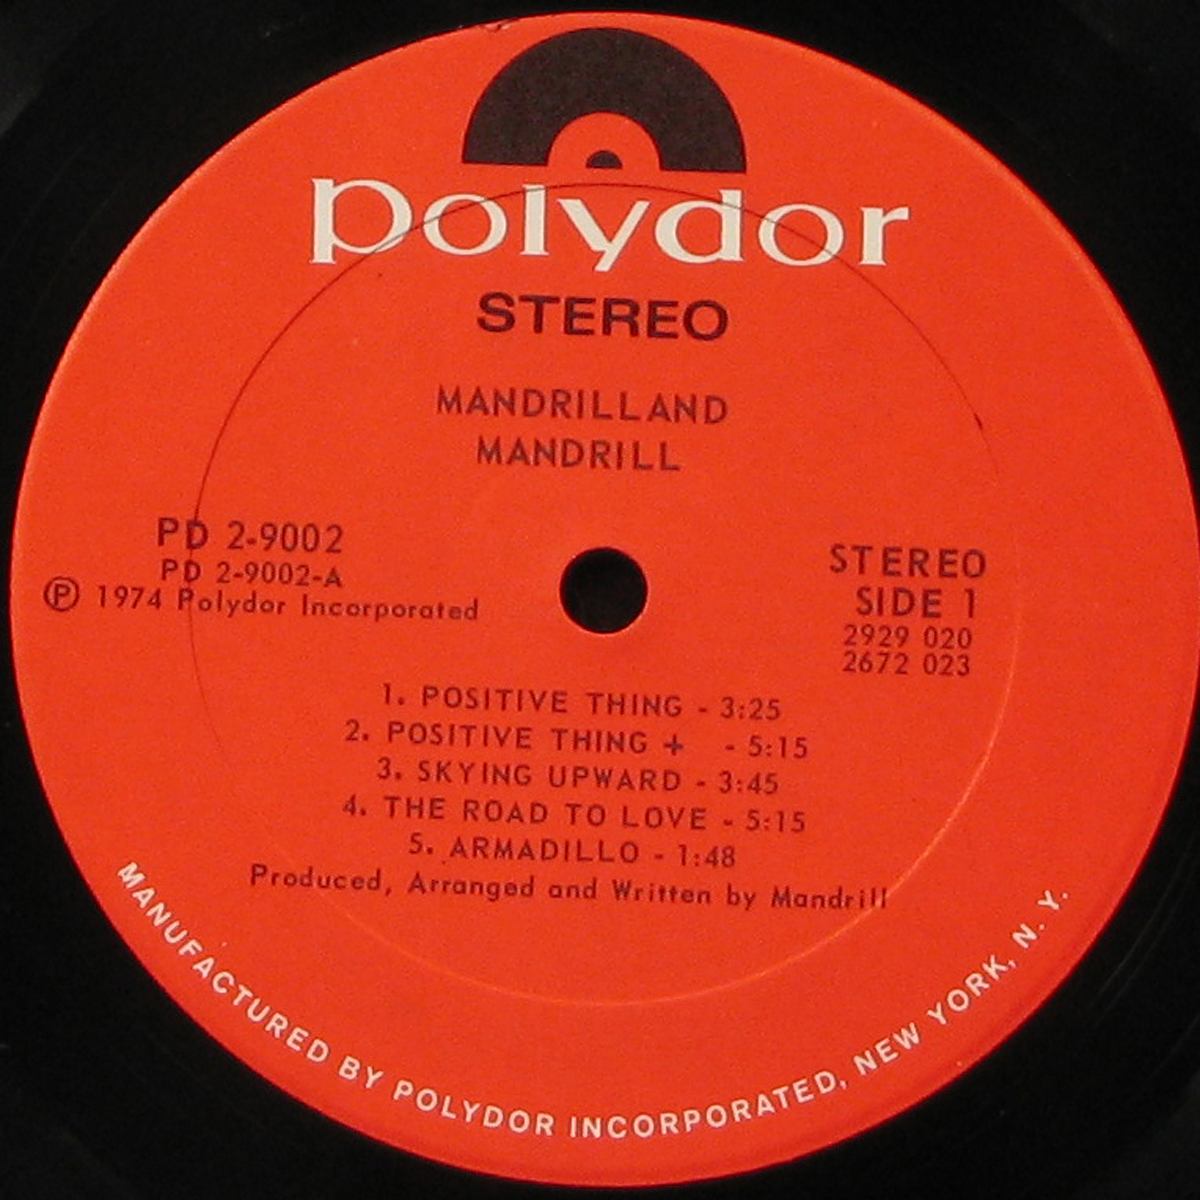 polydor
STEREO
MANDRILLAND
MANDRILL
PD 2-9002
PD 2-9002-A
Ⓟ 1974 Polydor Incorporated
STEREO
SIDE 1
2929 020
2672 023
1. POSITIVE THING - 3:25
2. POSITIVE THING + - 5:15
3. SKYING UPWARD - 3:45
4. THE ROAD TO LOVE - 5:15
5. ARMADILLO - 1:48
Produced, Arranged and Written by Mandrill
MANUFACTURED BY POLYDOR INCORPORATED, NEW YORK, N. Y.